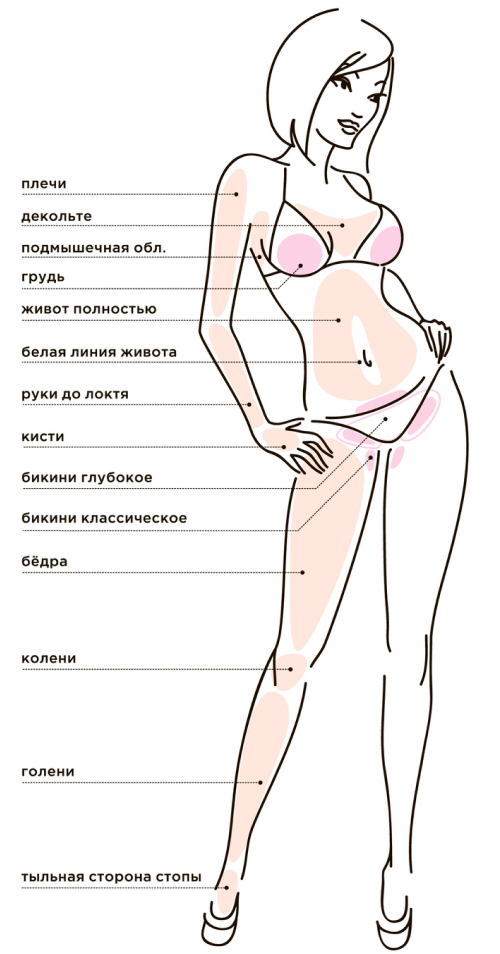 плечи
декольте
подмышечная обл.
грудь
живот полностью
белая линия живота
руки до локтя
кисти
бикини глубокое
бикини классическое
бёдра
колени
голени
тыльная сторона стопы